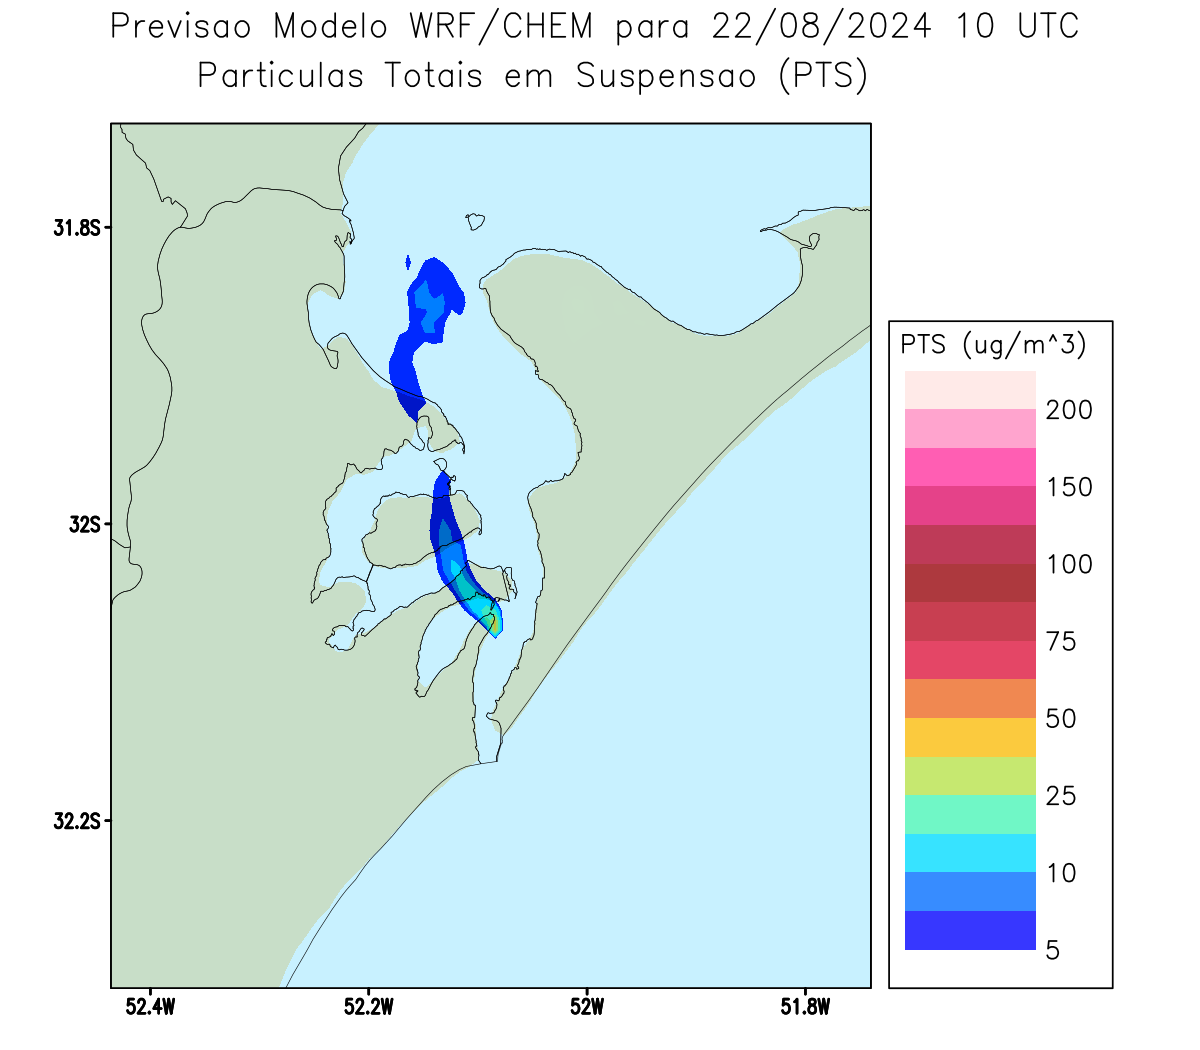 Previsao Modelo WRF/CHEM para 22/08/2024 10 UTC
Particulas Totais em Suspensao (PTS)
31.8S
32S
32.2S
52.4W
52.2W
52W
51.8W
PTS (ug/m^3)
200
150
100
75
50
25
10
5